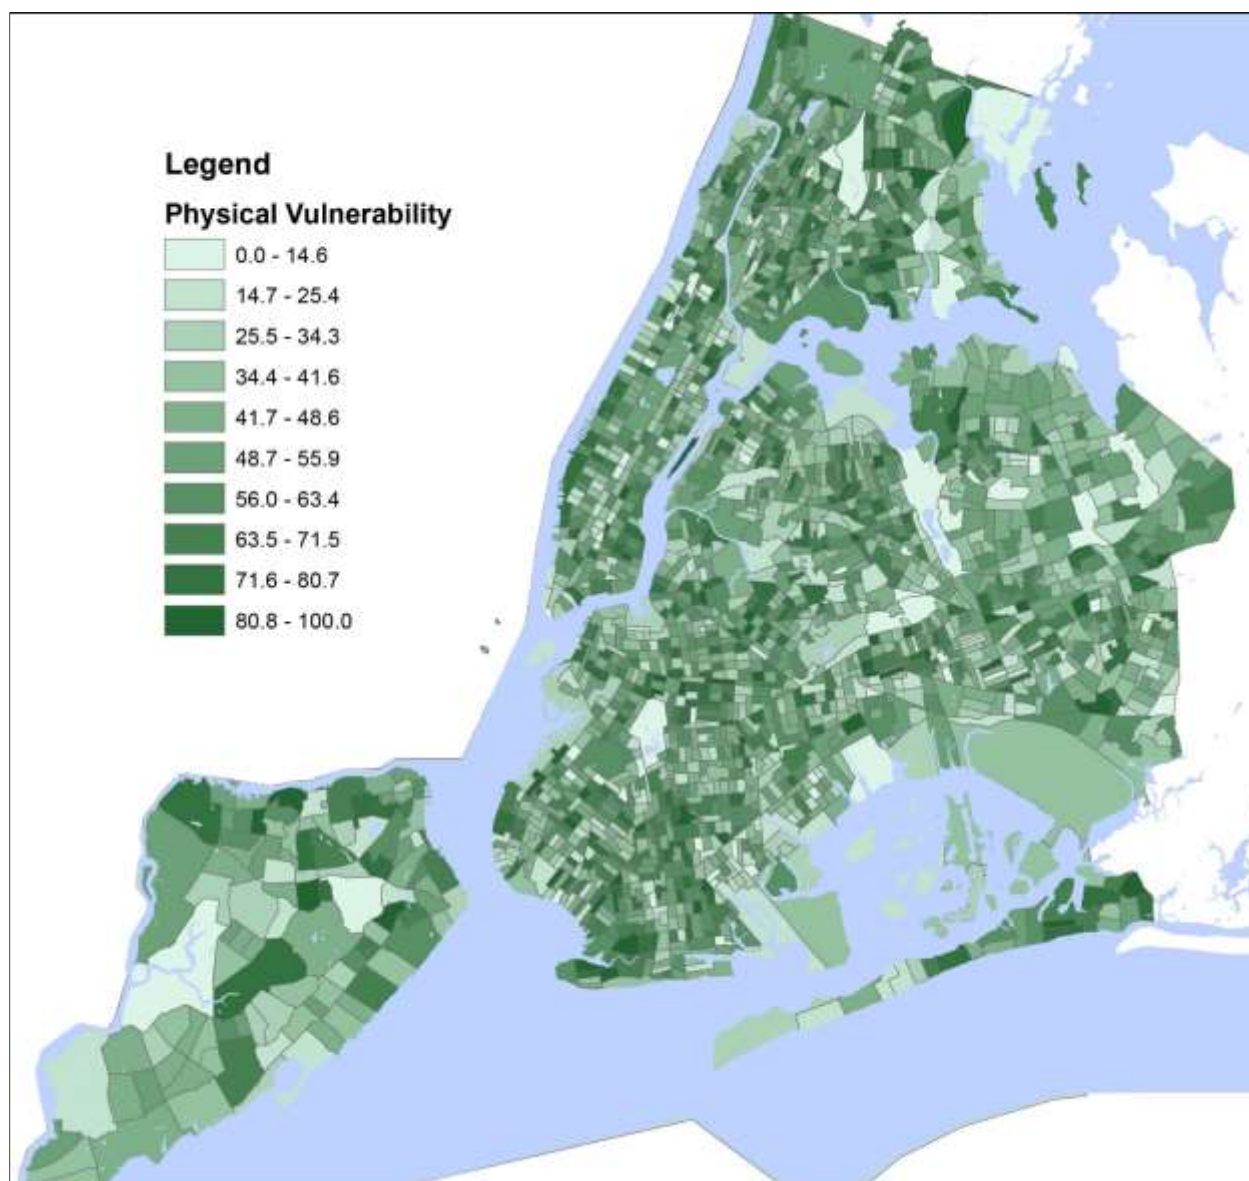 Legend
Physical Vulnerability
0.0 - 14.6
14.7 - 25.4
25.5 - 34.3
34.4 - 41.6
41.7 - 48.6
48.7 - 55.9
56.0 - 63.4
63.5 - 71.5
71.6 - 80.7
80.8 - 100.0